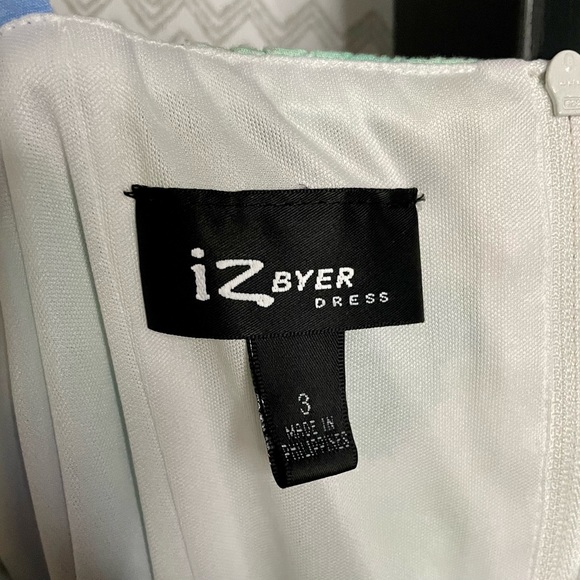 iz BYER
DRESS
3
MADE IN
PHILIPPINES